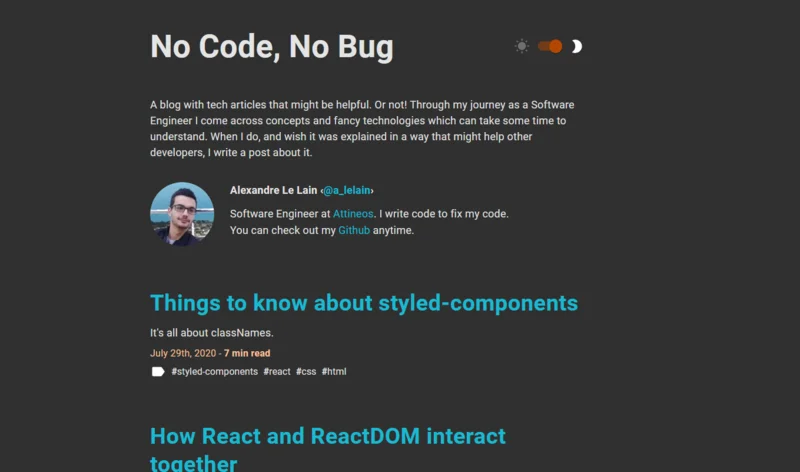 No Code, No Bug
A blog with tech articles that might be helpful. Or not! Through my journey as a Software
Engineer I come across concepts and fancy technologies which can take some time to
understand. When I do, and wish it was explained in a way that might help other
developers, I write a post about it.
Alexandre Le Lain ‹@a_lelain›
Software Engineer at Attineos. I write code to fix my code.
You can check out my Github anytime.
Things to know about styled-components
It's all about classNames.
July 29th, 2020 - 7 min read
#styled-components #react #css #html
How React and ReactDOM interact
together